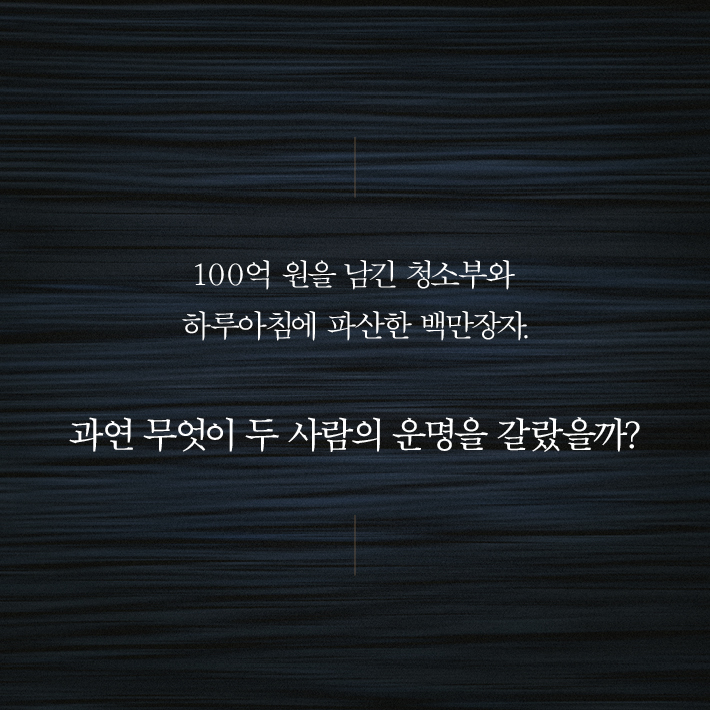 100억 원을 남긴 청소부와
하루아침에 파산한 백만장자.
과연 무엇이 두 사람의 운명을 갈랐을까?